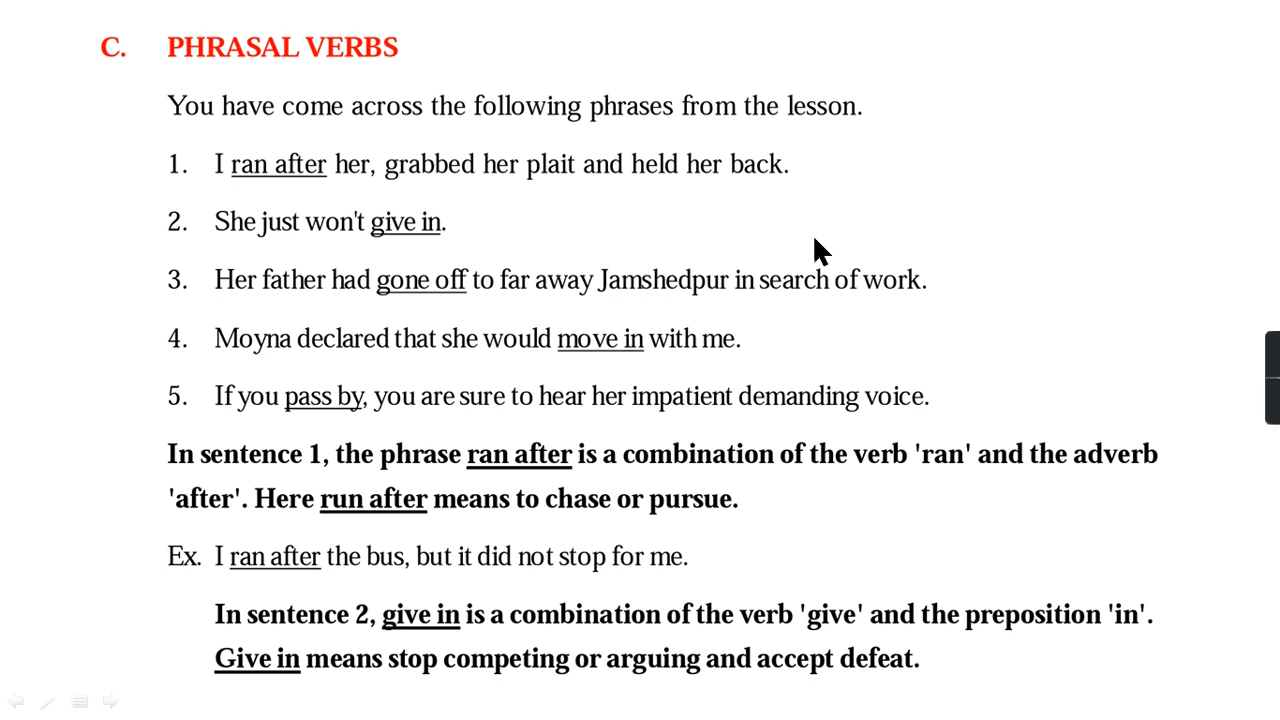 C. PHRASAL VERBS
You have come across the following phrases from the lesson.
1. I ran after her, grabbed her plait and held her back.
2. She just won't give in.
3. Her father had gone off to far away Jamshedpur in search of work.
4. Moyna declared that she would move in with me.
5. If you pass by, you are sure to hear her impatient demanding voice.
In sentence 1, the phrase ran after is a combination of the verb 'ran' and the adverb
'after'. Here run after means to chase or pursue.
Ex. I ran after the bus, but it did not stop for me.
In sentence 2, give in is a combination of the verb 'give' and the preposition 'in'.
Give in means stop competing or arguing and accept defeat.